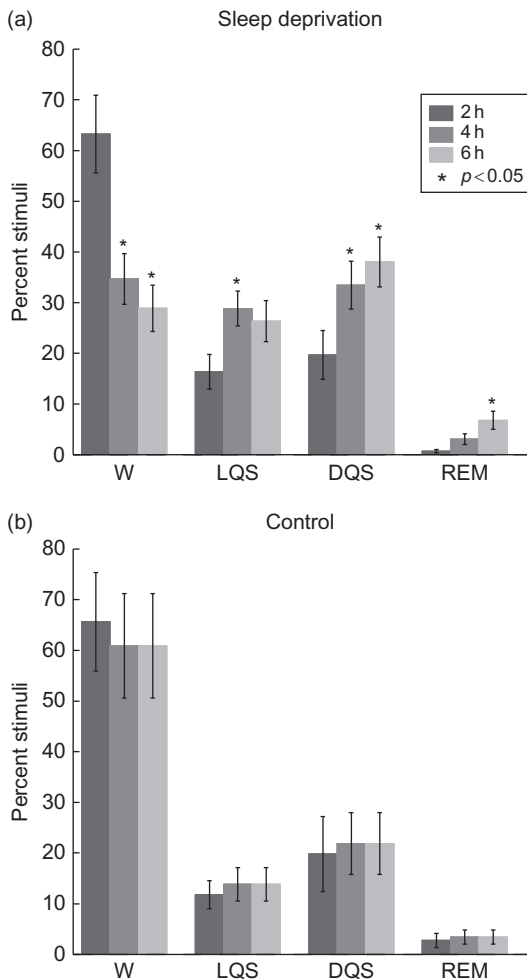 (a) Sleep deprivation
80
70
60
50
40
30
20
10
0
Percent stimuli
2 h
4 h
6 h
* p<0.05
* *
*
* *
*
W LQS DQS REM
(b) Control
80
70
60
50
40
30
20
10
0
Percent stimuli
W LQS DQS REM